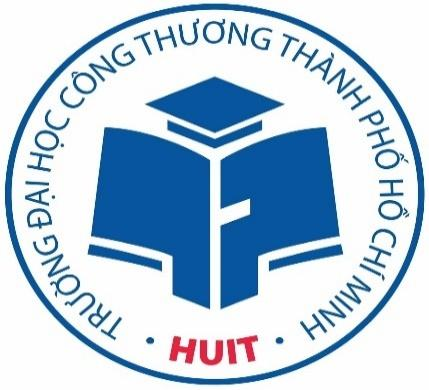 TRƯỜNG ĐẠI HỌC CÔNG THƯƠNG THÀNH PHỐ HỒ CHÍ MINH
HUIT